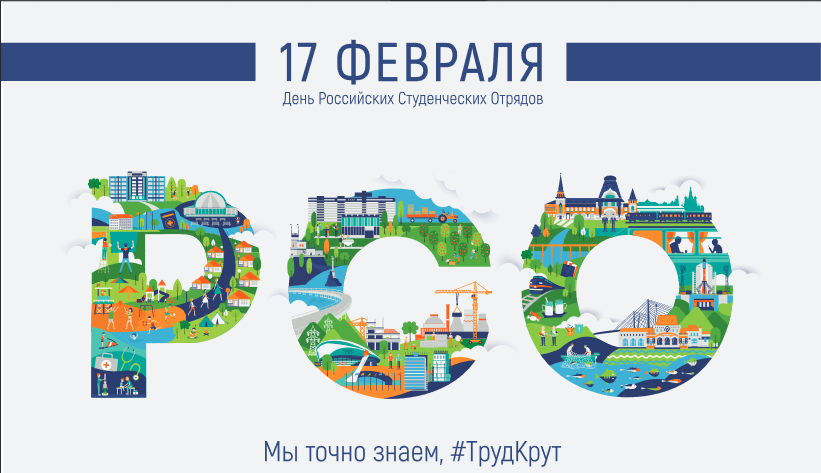 17 ФЕВРАЛЯ
День Российских Студенческих Отрядов
РСО
Мы точно знаем, #ТрудКрут